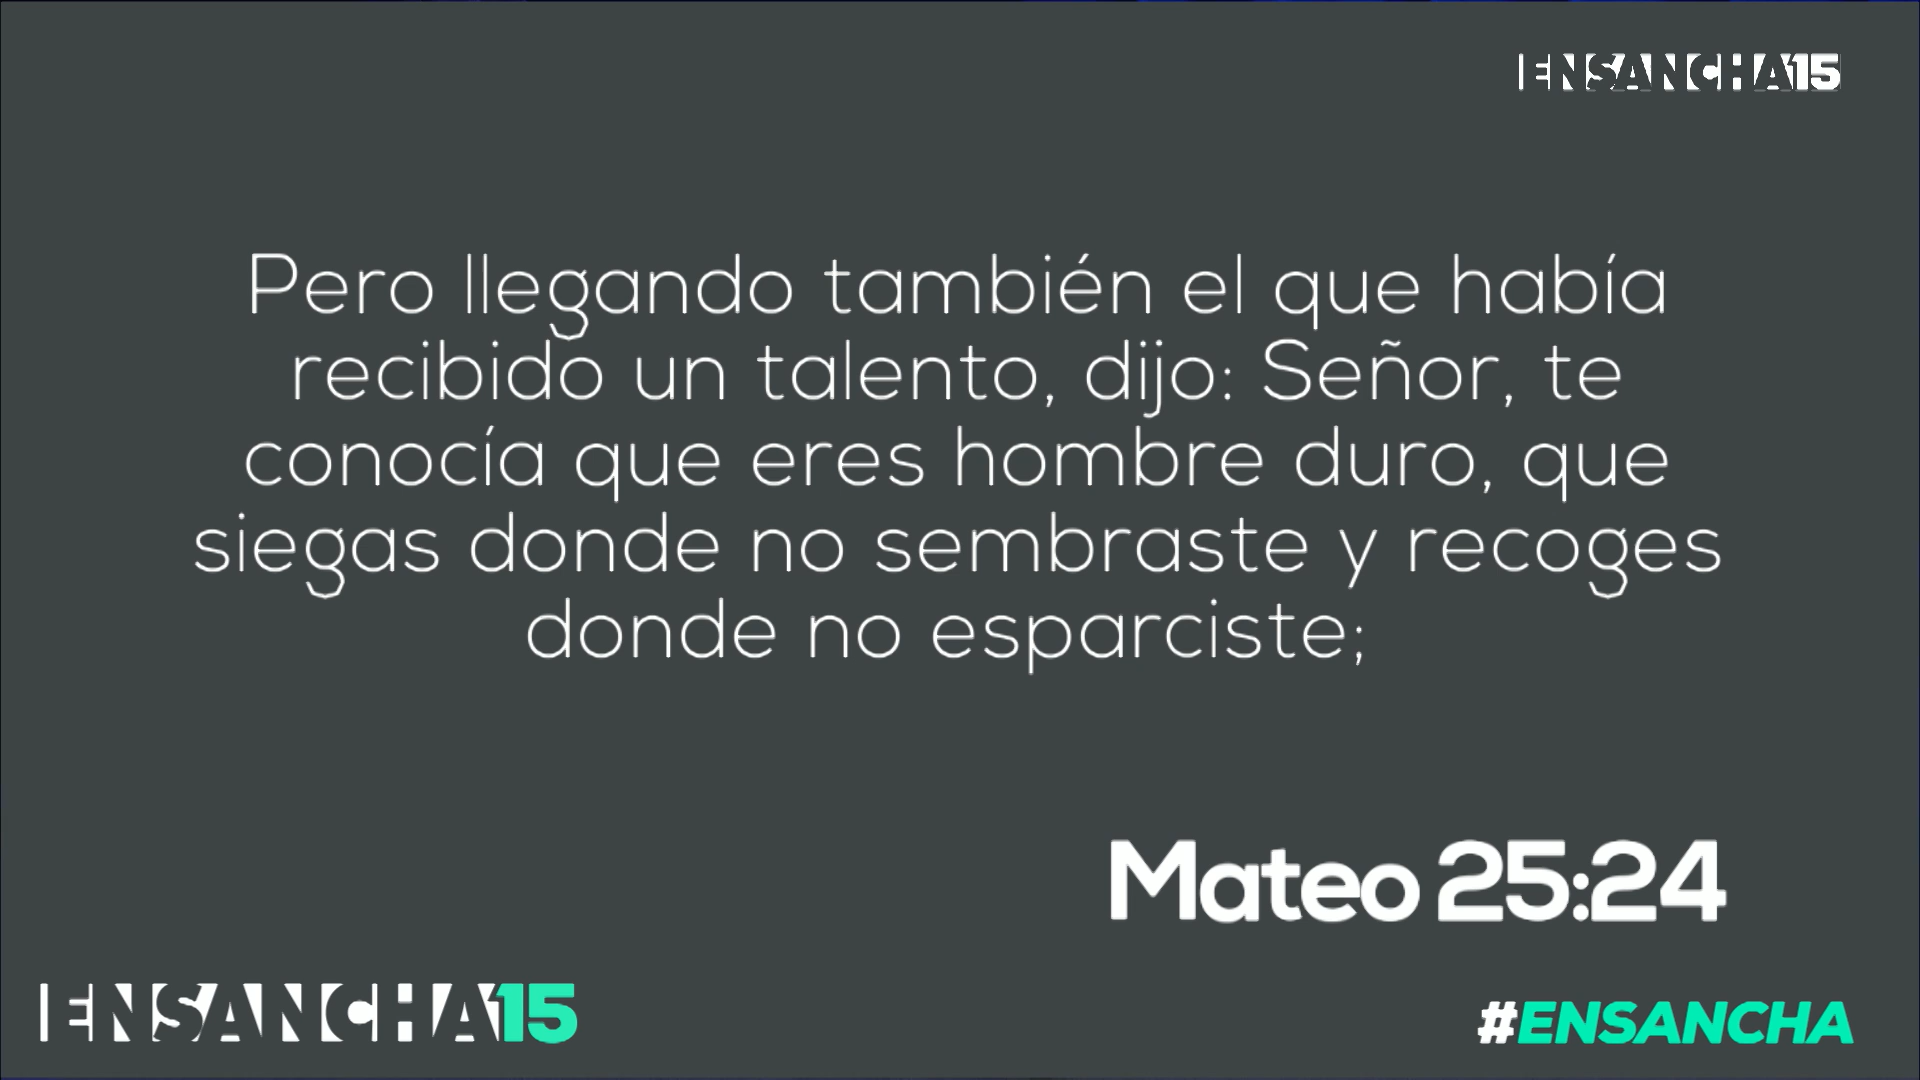 ENSANCHA15
Pero llegando también el que había
recibido un talento, dijo: Señor, te
conocía que eres hombre duro, que
siegas donde no sembraste y recoges
donde no esparciste;
Mateo 25:24
ENSANCHA15
#ENSANCHA